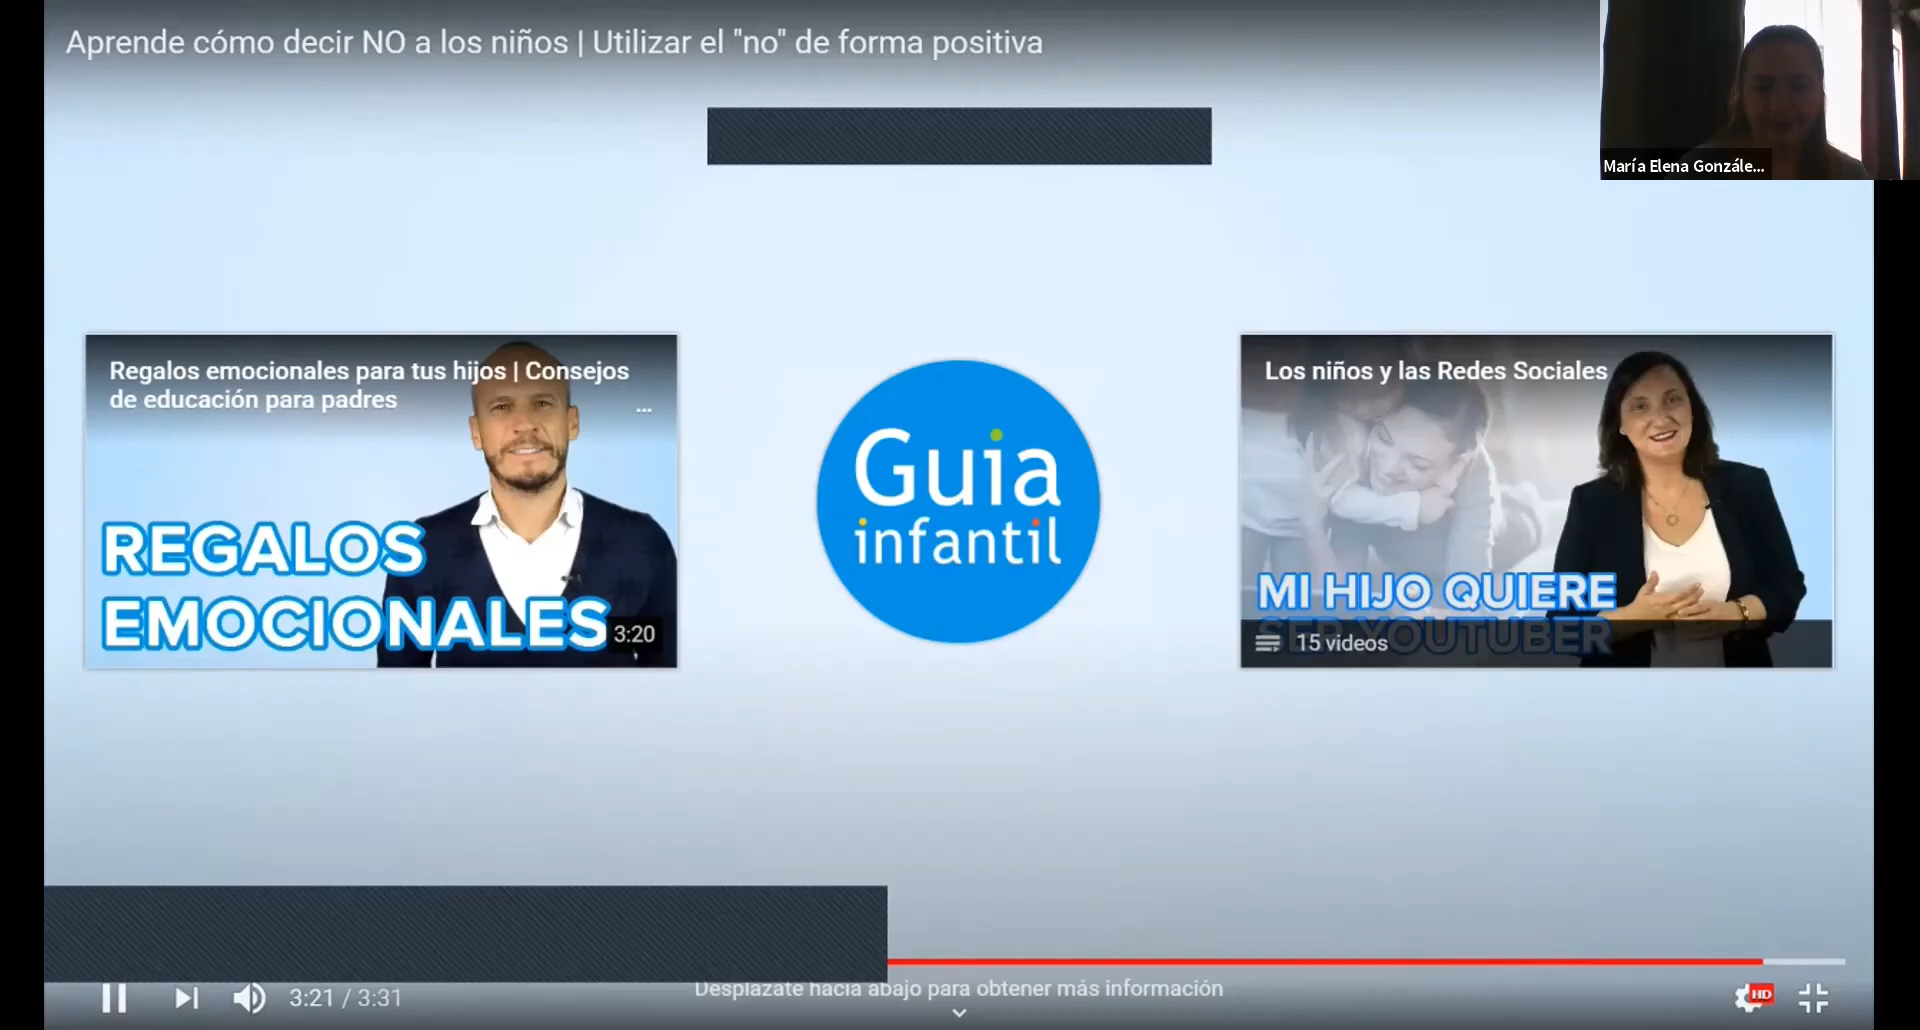 Aprende cómo decir NO a los niños | Utilizar el "no" de forma positiva
María Elena Gonzále...
Regalos emocionales para tus hijos | Consejos
de educación para padres
...
REGALOS
EMOCIONALES
3:20
Guia
infantil
Los niños y las Redes Sociales
MI HIJO QUIERE
SER YOUTUBER
15 videos
3:21 / 3:31
Desplázate hacia abajo para obtener más información
HD